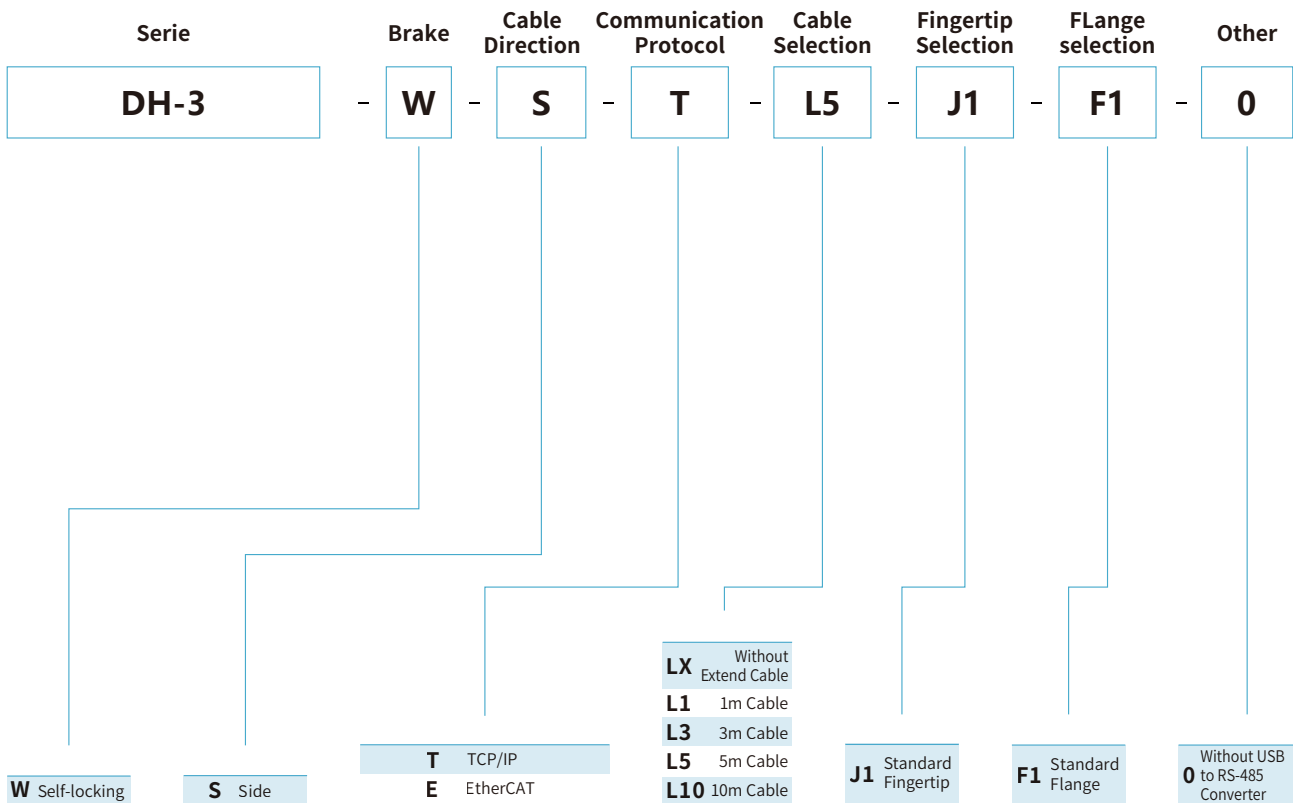 Serie
Brake
Cable
Direction
Communication
Protocol
Cable
Selection
Fingertip
Selection
FLange
selection
Other
DH-3 - W - S - T - L5 - J1 - F1 - 0
W Self-locking
S Side
T TCP/IP
E EtherCAT
LX Without
Extend Cable
L1 1m Cable
L3 3m Cable
L5 5m Cable
L10 10m Cable
J1 Standard
Fingertip
F1 Standard
Flange
Without USB
0 to RS-485
Converter